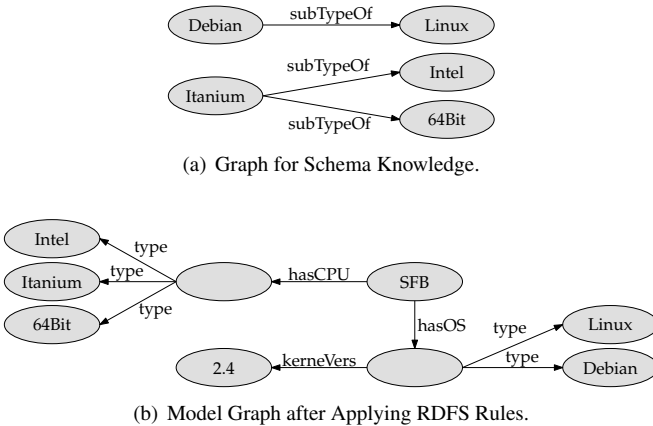 Debian subTypeOf Linux
subTypeOf Intel
Itanium
subTypeOf 64Bit
(a) Graph for Schema Knowledge.
Intel type
Itanium type hasCPU SFB
64Bit type
hasOS type Linux
2.4 kerneVers type Debian
(b) Model Graph after Applying RDFS Rules.